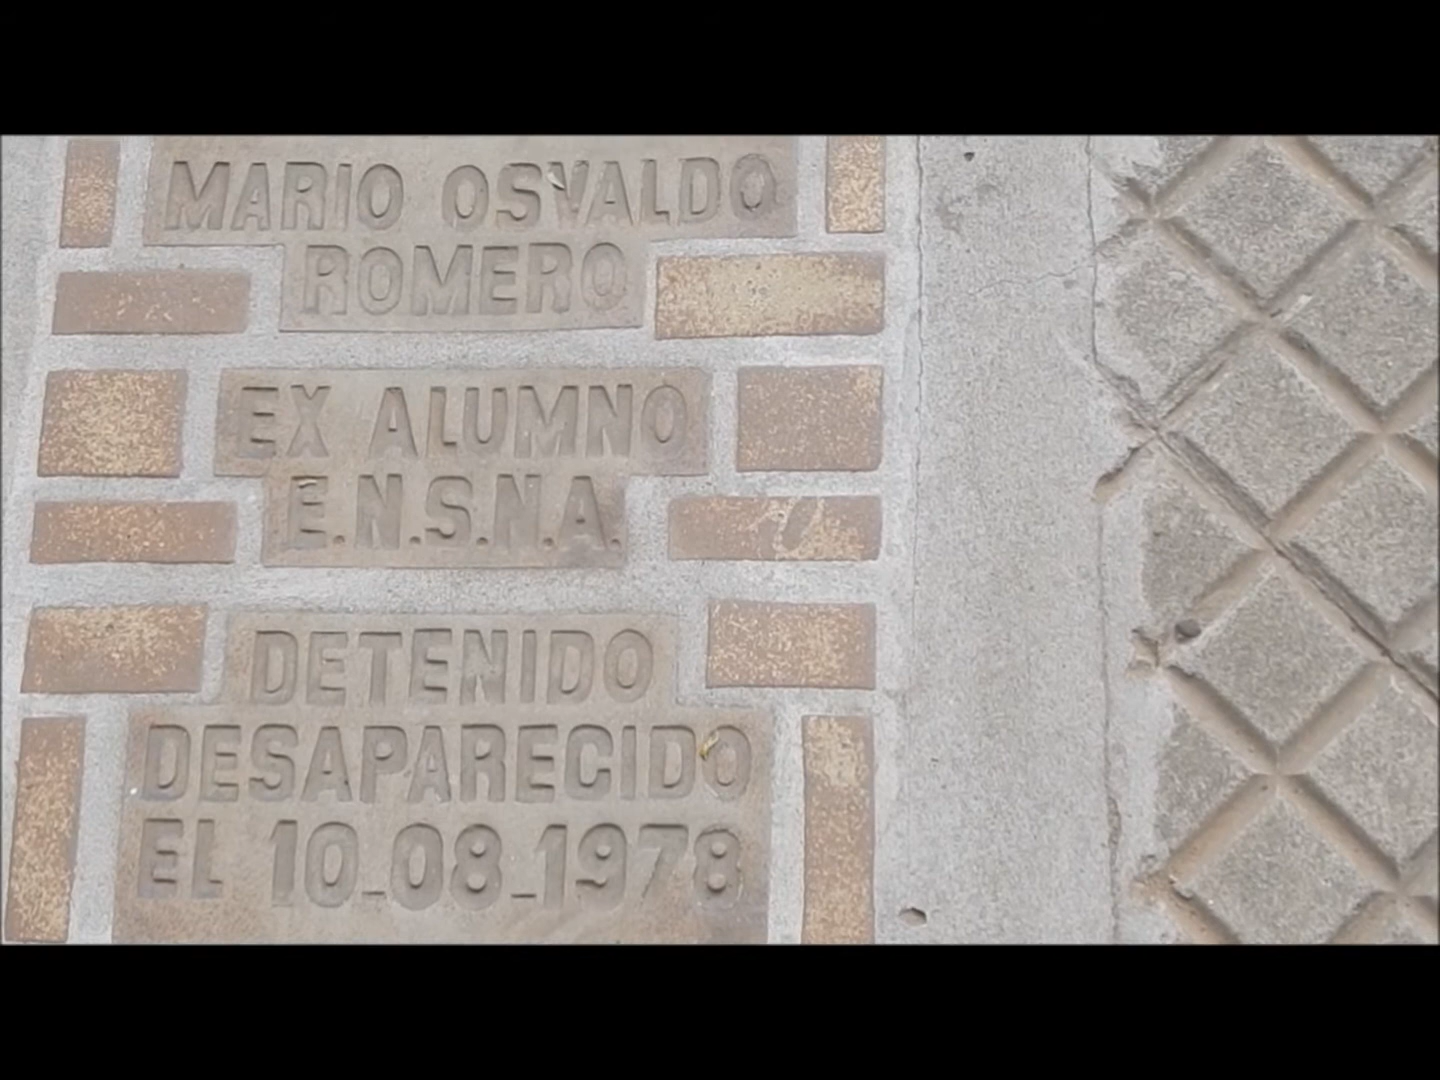 MARIO OSVALDO
ROMERO
EX ALUMNO
E.N.S.N.A.
DETENIDO
DESAPARECIDO
EL 10_08_1978